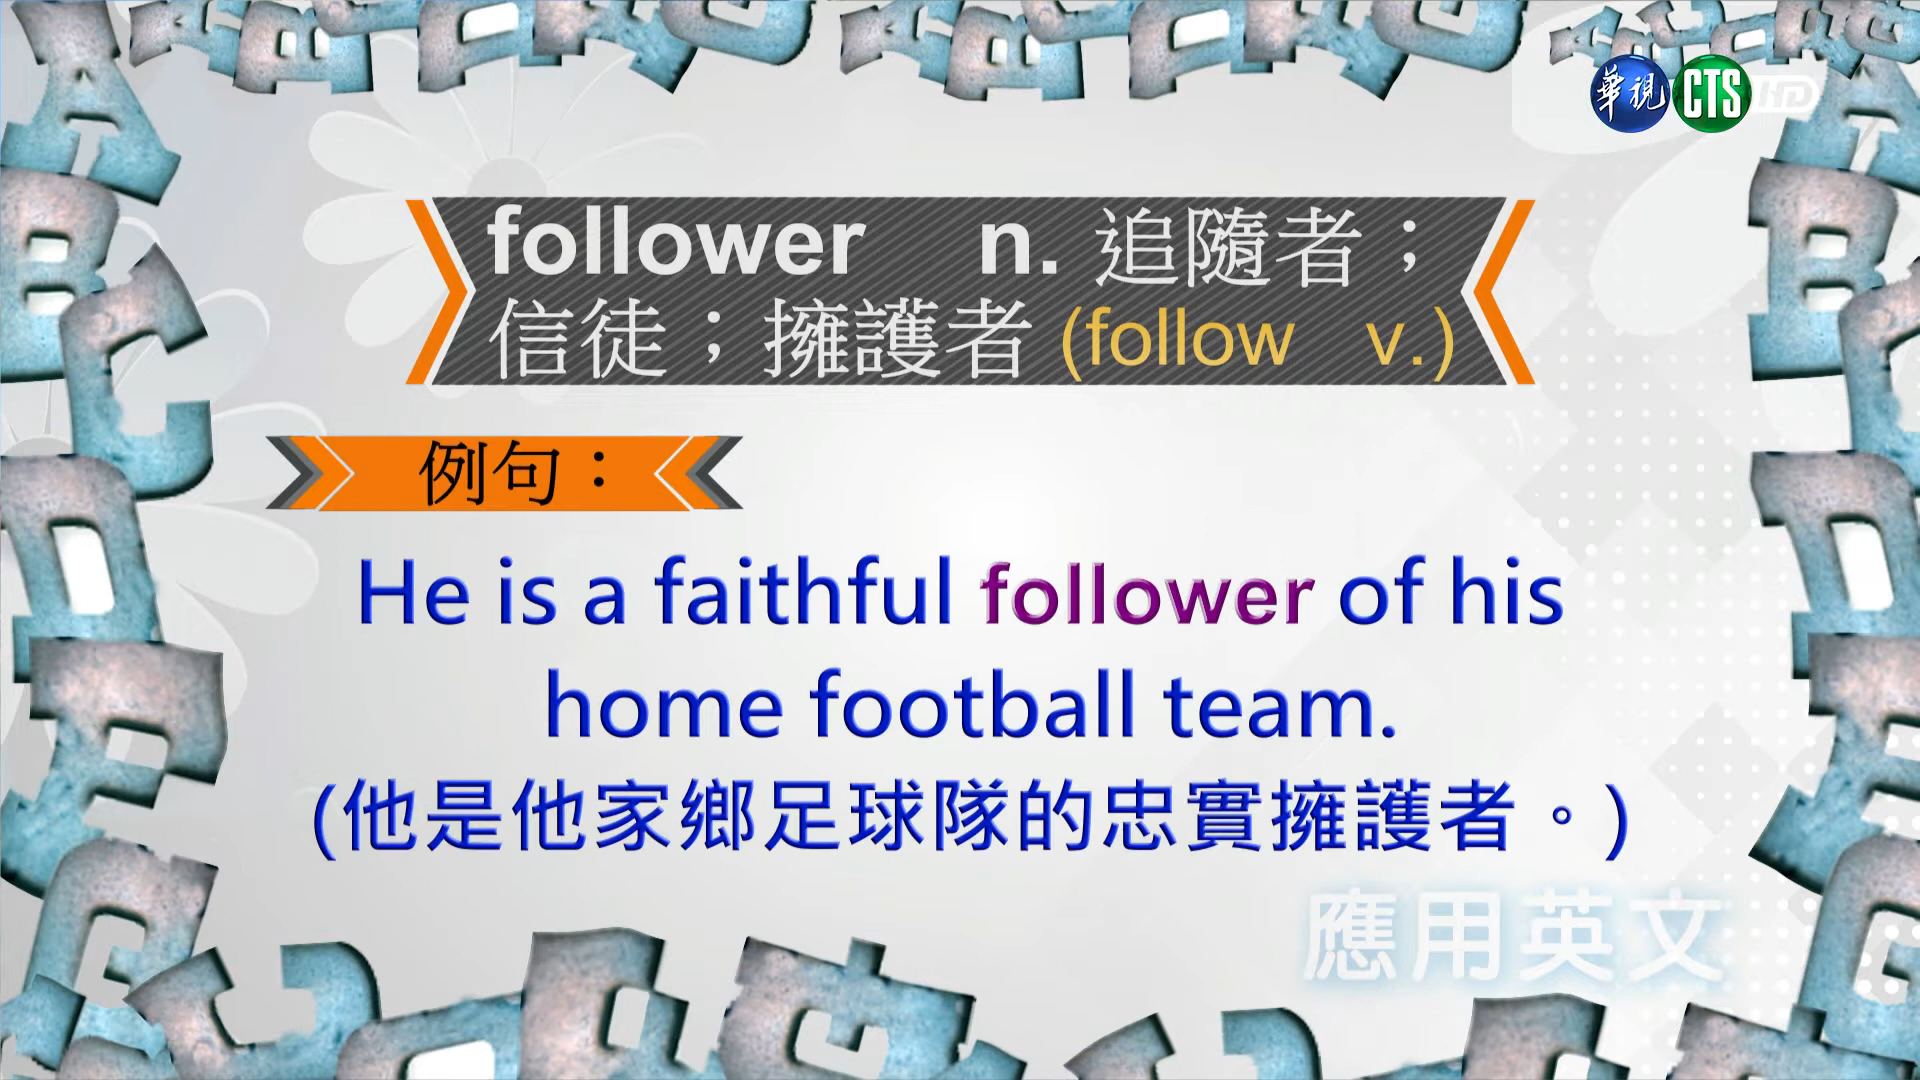 華視 CTS HD
follower n. 追隨者；
信徒；擁護者 (follow v.)
例句：
He is a faithful follower of his
home football team.
(他是他家鄉足球隊的忠實擁護者。)
應用英文